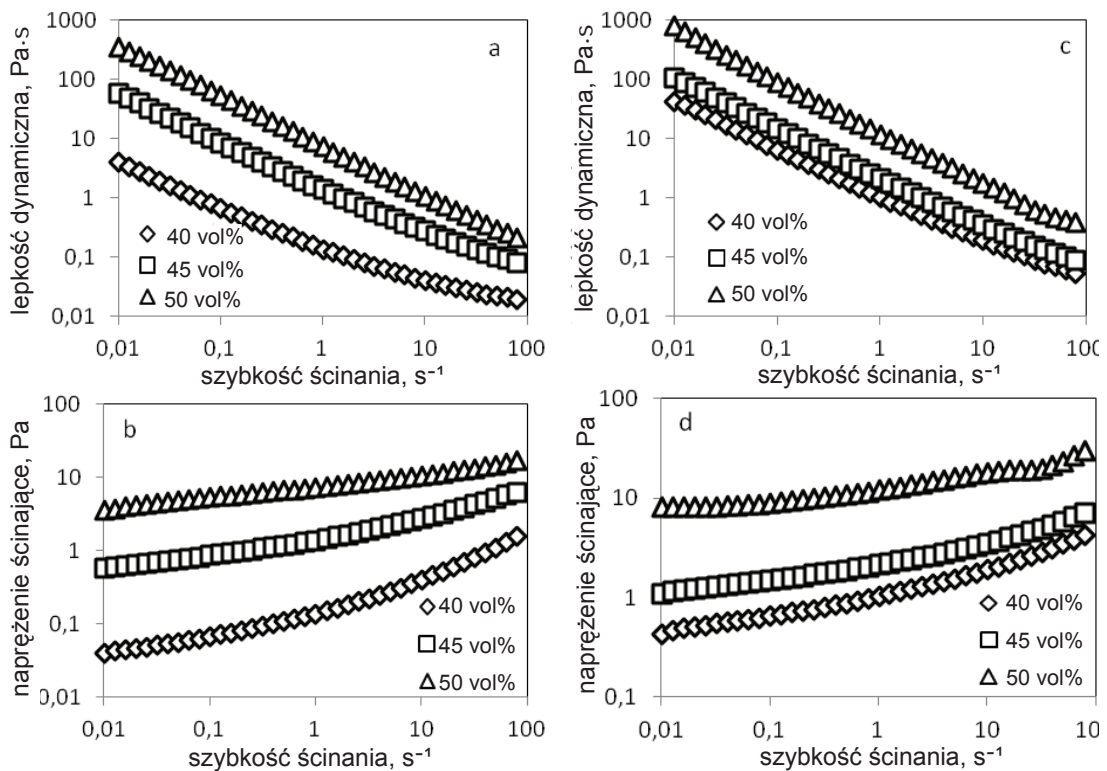 lepkość dynamiczna, Pa·s
1000
100
10
1
0,1
0,01
a
40 vol%
45 vol%
50 vol%
0,01 0,1 1 10 100
szybkość ścinania, s⁻¹
lepkość dynamiczna, Pa·s
1000
100
10
1
0,1
0,01
c
40 vol%
45 vol%
50 vol%
0,01 0,1 1 10 100
szybkość ścinania, s⁻¹
naprężenie ścinające, Pa
100
10
1
0,1
0,01
b
40 vol%
45 vol%
50 vol%
0,01 0,1 1 10 100
szybkość ścinania, s⁻¹
naprężenie ścinające, Pa
100
10
1
0,1
d
40 vol%
45 vol%
50 vol%
0,01 0,1 1 10 10
szybkość ścinania, s⁻¹